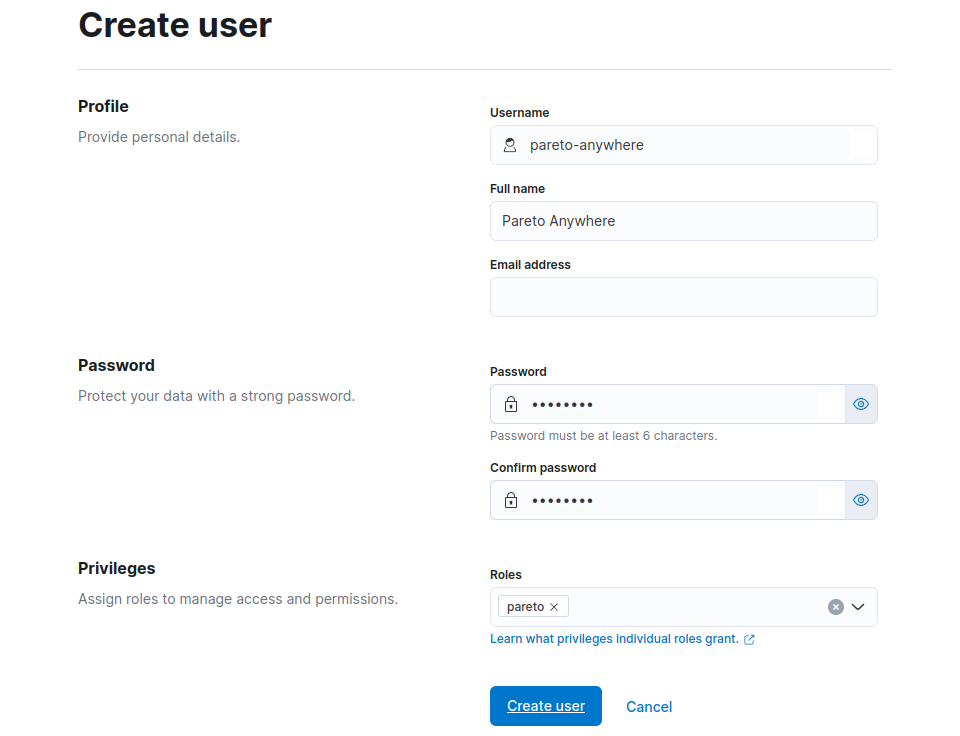 Create user
Profile
Provide personal details.
Username
pareto-anywhere
Full name
Pareto Anywhere
Email address
Password
Protect your data with a strong password.
Password
••••••••
Password must be at least 6 characters.
Confirm password
••••••••
Privileges
Assign roles to manage access and permissions.
Roles
pareto
Learn what privileges individual roles grant.
Create user
Cancel